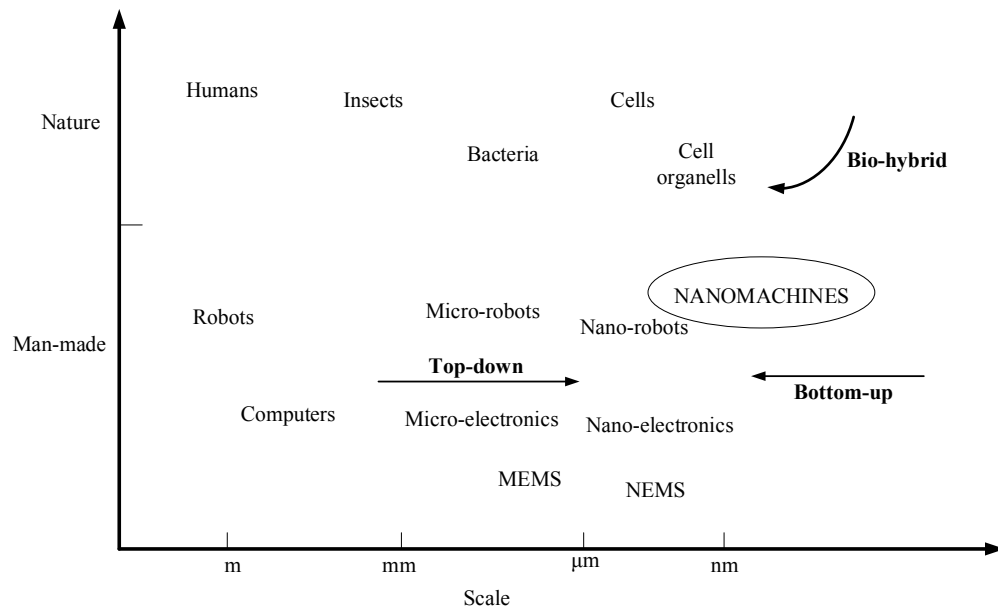 Humans
Insects
Cells
Nature
Bacteria
Cell
organells
Bio-hybrid
NANOMACHINES
Robots
Micro-robots
Nano-robots
Man-made
Top-down
Bottom-up
Computers
Micro-electronics
Nano-electronics
MEMS
NEMS
m
mm
μm
nm
Scale